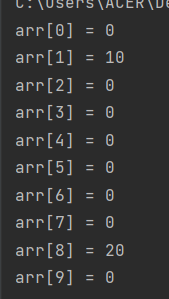 C:\Users\ACER\De
arr[0] = 0
arr[1] = 10
arr[2] = 0
arr[3] = 0
arr[4] = 0
arr[5] = 0
arr[6] = 0
arr[7] = 0
arr[8] = 20
arr[9] = 0